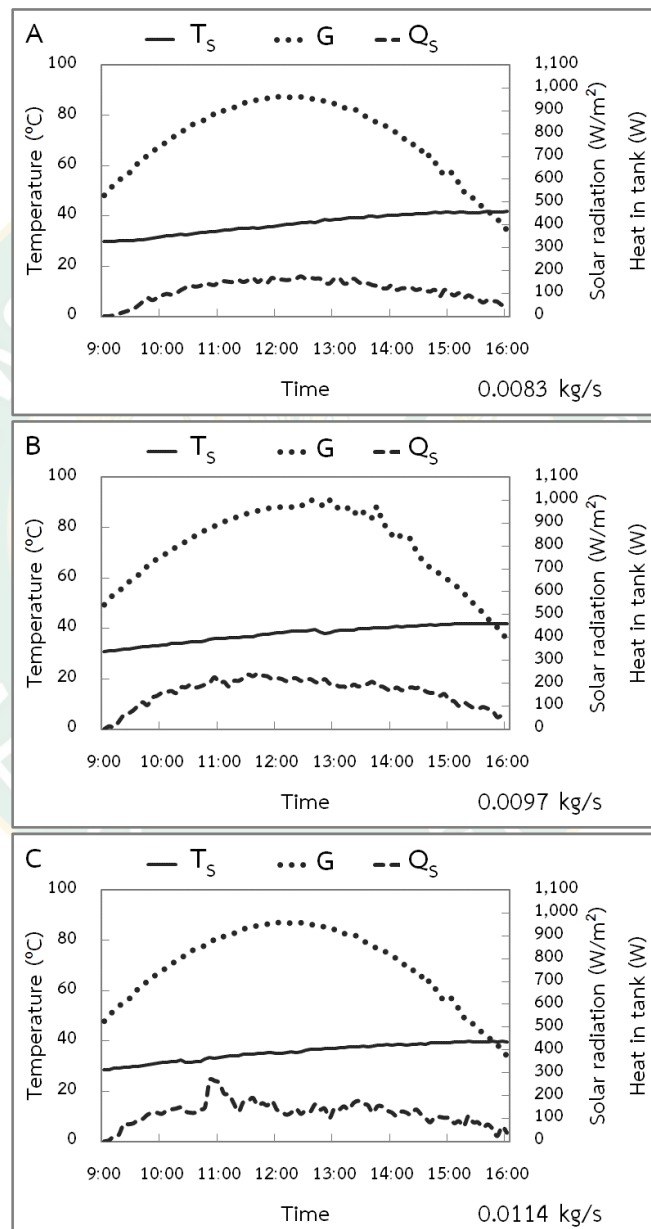 A
T_S G Q_S
100
80
60
40
20
0
Temperature (°C)
1,100
1,000
900
800
700
600
500
400
300
200
100
0
Solar radiation (W/m²)
Heat in tank (W)
9:00 10:00 11:00 12:00 13:00 14:00 15:00 16:00
Time 0.0083 kg/s
B
T_S G Q_S
100
80
60
40
20
0
Temperature (°C)
1,100
1,000
900
800
700
600
500
400
300
200
100
0
Solar radiation (W/m²)
Heat in tank (W)
9:00 10:00 11:00 12:00 13:00 14:00 15:00 16:00
Time 0.0097 kg/s
C
T_S G Q_S
100
80
60
40
20
0
Temperature (°C)
1,100
1,000
900
800
700
600
500
400
300
200
100
0
Solar radiation (W/m²)
Heat in tank (W)
9:00 10:00 11:00 12:00 13:00 14:00 15:00 16:00
Time 0.0114 kg/s